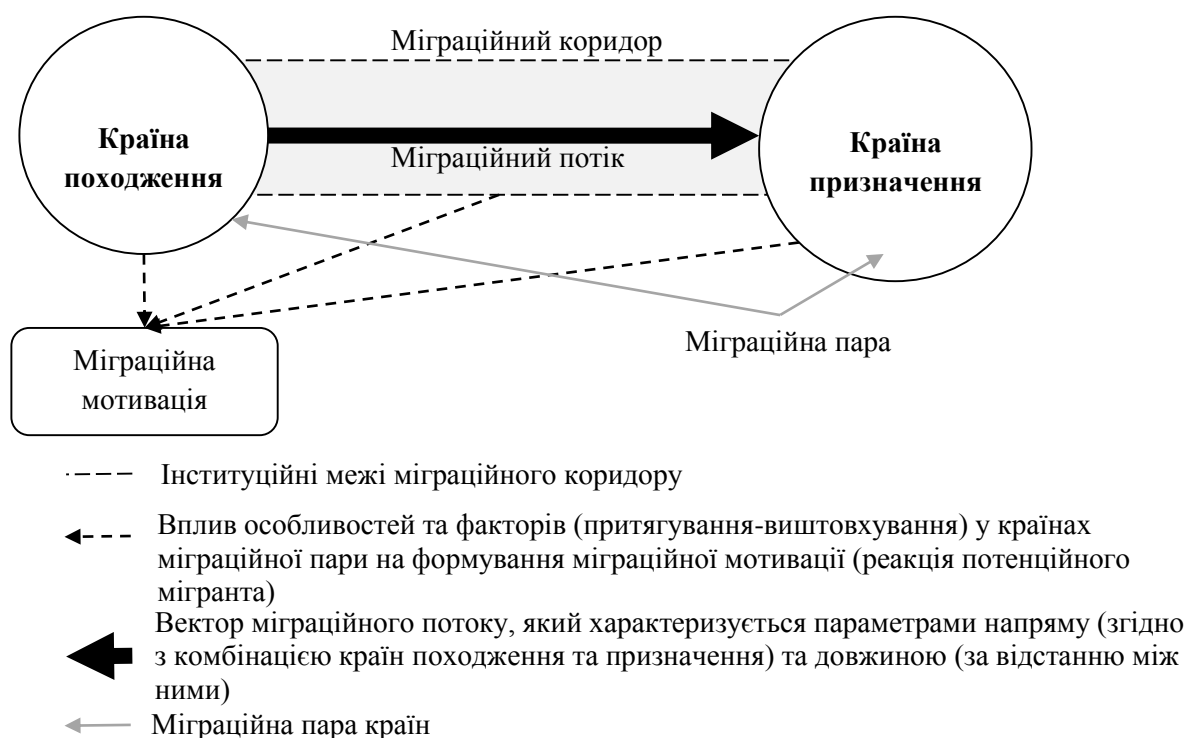 Міграційний коридор
Країна
походження
Міграційний потік
Країна
призначення
Міграційна пара
Міграційна
мотивація
Інституційні межі міграційного коридору
Вплив особливостей та факторів (притягування-виштовхування) у країнах
міграційної пари на формування міграційної мотивації (реакція потенційного
мігранта)
Вектор міграційного потоку, який характеризується параметрами напряму (згідно
з комбінацією країн походження та призначення) та довжиною (за відстанню між
ними)
Міграційна пара країн